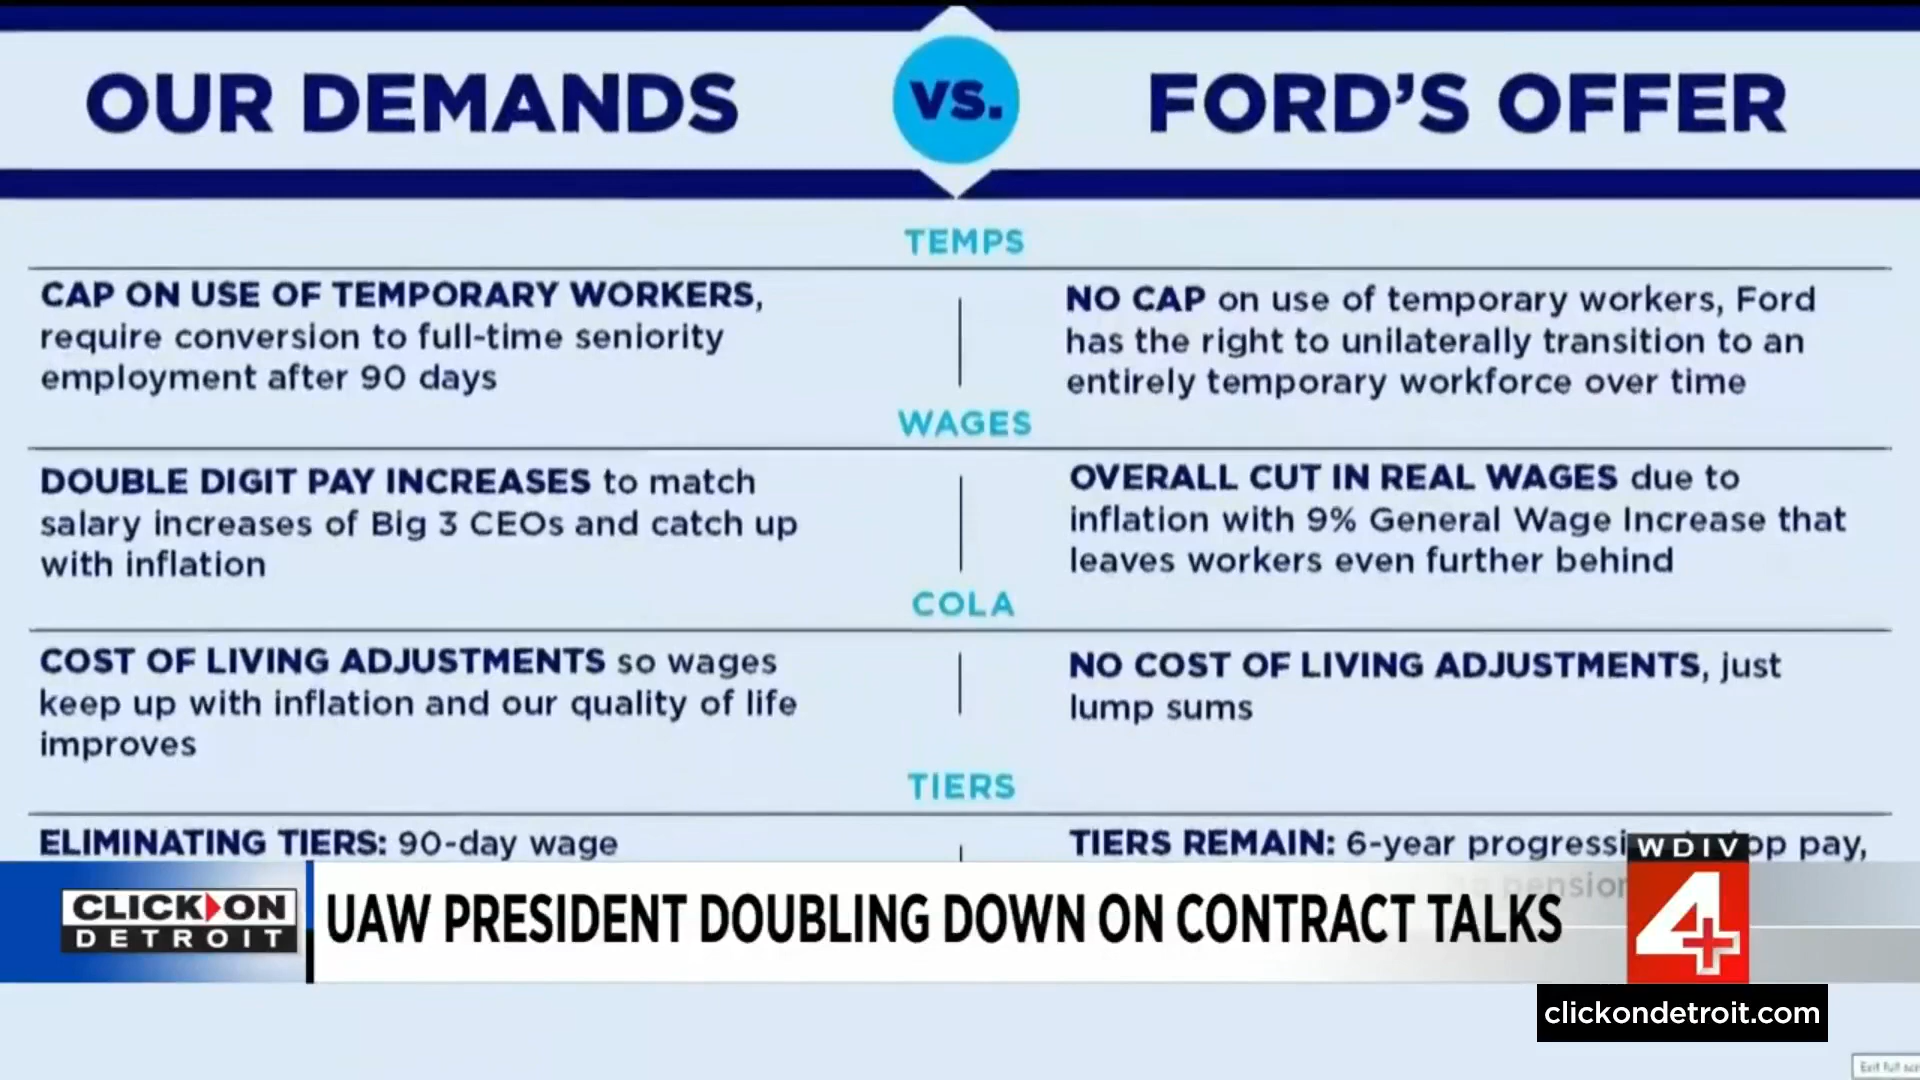 OUR DEMANDS
VS.
FORD'S OFFER
TEMPS
CAP ON USE OF TEMPORARY WORKERS,
require conversion to full-time seniority
employment after 90 days
NO CAP on use of temporary workers, Ford
has the right to unilaterally transition to an
entirely temporary workforce over time
WAGES
DOUBLE DIGIT PAY INCREASES to match
salary increases of Big 3 CEOs and catch up
with inflation
OVERALL CUT IN REAL WAGES due to
inflation with 9% General Wage Increase that
leaves workers even further behind
COLA
COST OF LIVING ADJUSTMENTS so wages
keep up with inflation and our quality of life
improves
NO COST OF LIVING ADJUSTMENTS, just
lump sums
TIERS
ELIMINATING TIERS: 90-day wage
TIERS REMAIN: 6-year pay,
CLICK ON
DETROIT
UAW PRESIDENT DOUBLING DOWN ON CONTRACT TALKS
WDIV
4
clickondetroit.com
Exit full